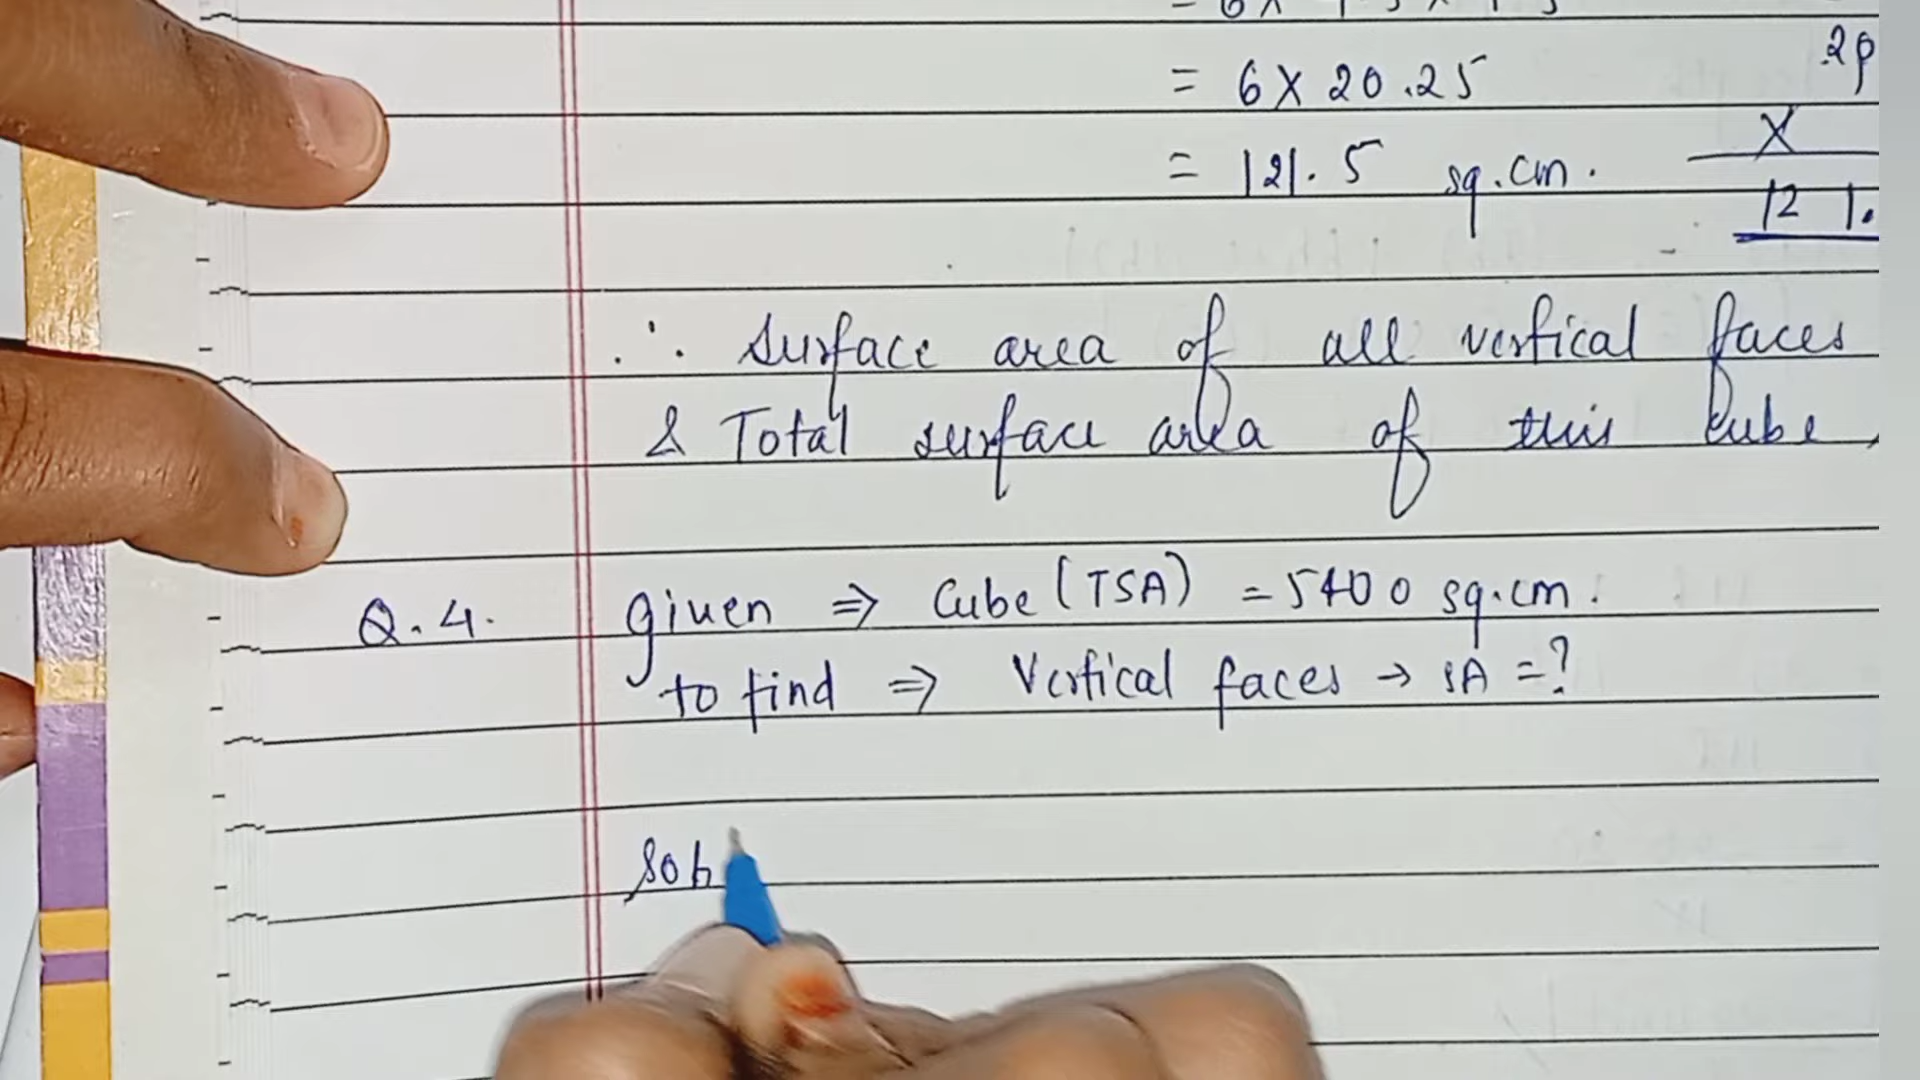 = 6 X 20.25
= 121.5 sq.cm.
X
12 1.
∴ Surface area of all vertical faces
& Total surface area of this cube,
Q.4. given ⇒ Cube (TSA) = 5400 sq.cm.
to find ⇒ Vertical faces → SA = ?